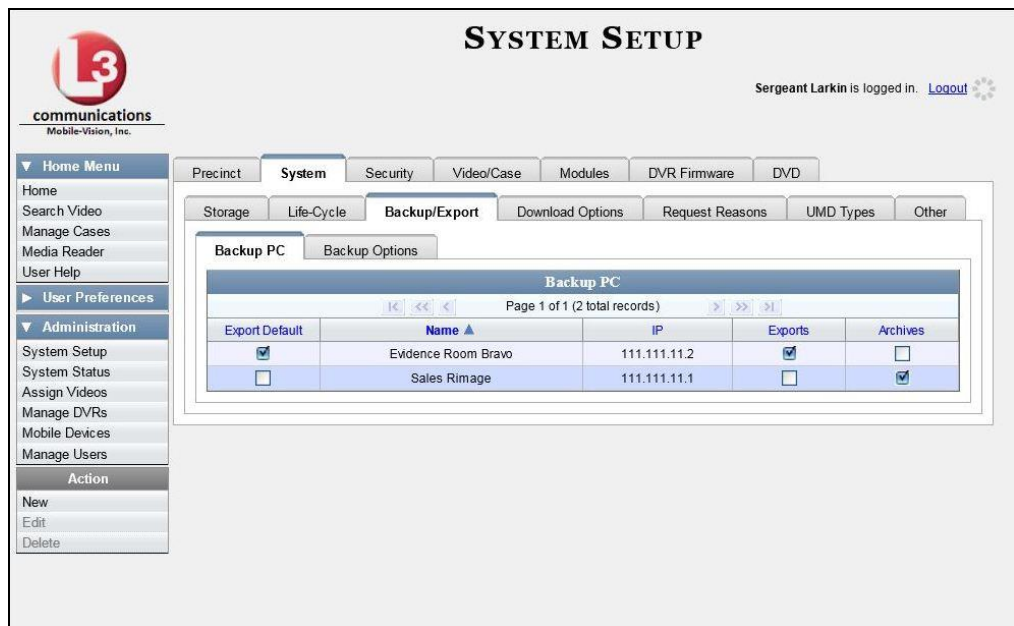 SYSTEM SETUP
L3
communications
Mobile-Vision, Inc.
Sergeant Larkin is logged in. Logout
▼ Home Menu
Home
Search Video
Manage Cases
Media Reader
User Help
▶ User Preferences
▼ Administration
System Setup
System Status
Assign Videos
Manage DVRs
Mobile Devices
Manage Users
Action
New
Edit
Delete
Precinct System Security Video/Case Modules DVR Firmware DVD
Storage Life-Cycle Backup/Export Download Options Request Reasons UMD Types Other
Backup PC Backup Options
Backup PC
|< << < Page 1 of 1 (2 total records) > >> >|
Export Default Name ▲ IP Exports Archives
Evidence Room Bravo 111.111.11.2
Sales Rimage 111.111.11.1